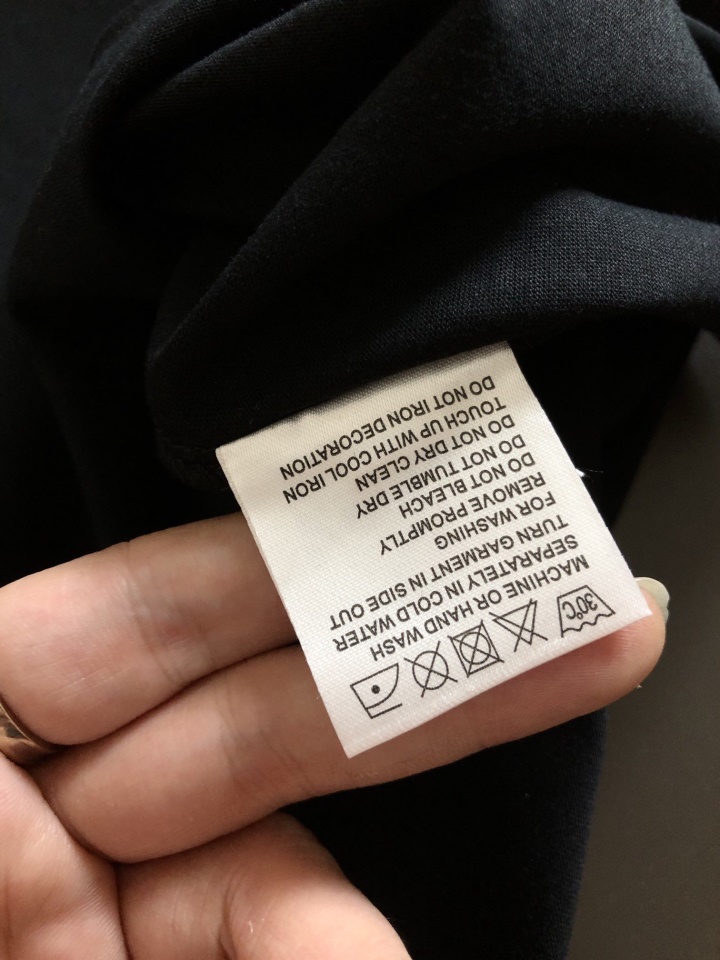 30°C
MACHINE OR HAND WASH
SEPARATELY IN COLD WATER
TURN GARMENT IN SIDE OUT
FOR WASHING
REMOVE PROMPTLY
DO NOT BLEACH
DO NOT TUMBLE DRY
DO NOT DRY CLEAN
TOUCH UP WITH COOL IRON
DO NOT IRON DECORATION